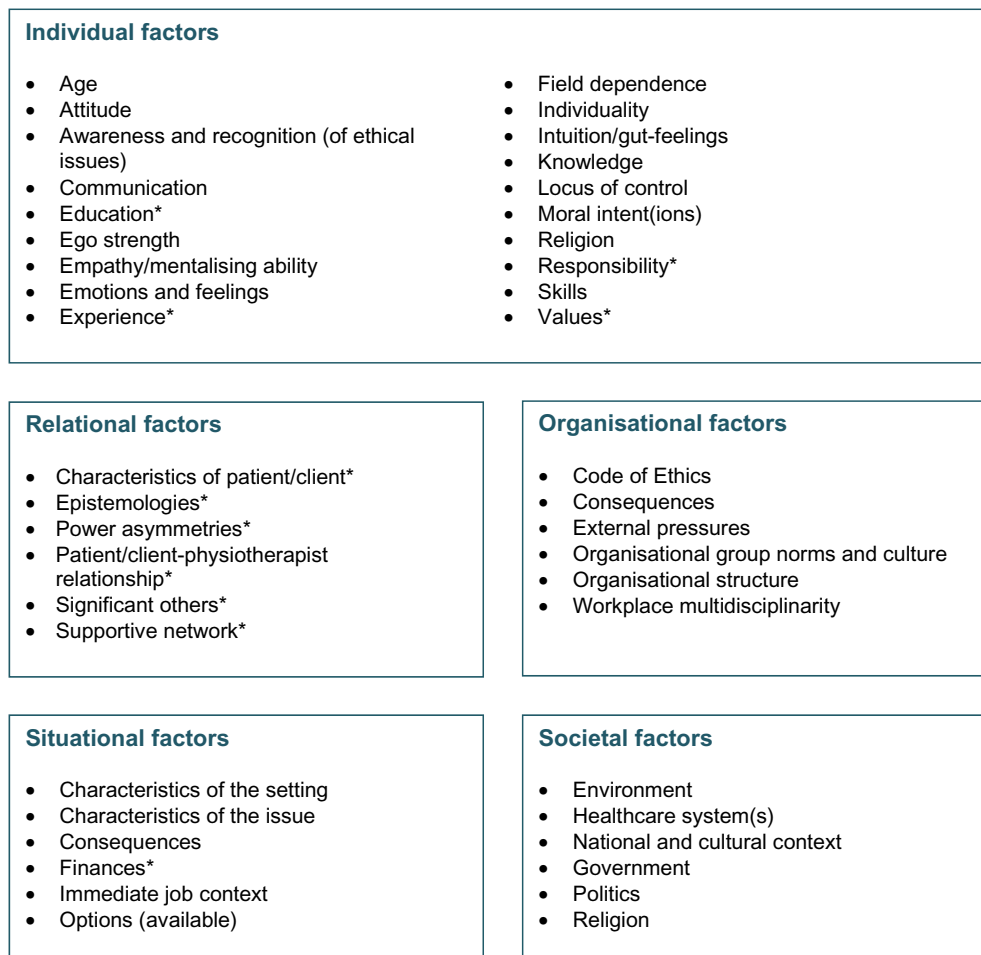 Individual factors
• Age
• Attitude
• Awareness and recognition (of ethical
issues)
• Communication
• Education*
• Ego strength
• Empathy/mentalising ability
• Emotions and feelings
• Experience*
• Field dependence
• Individuality
• Intuition/gut-feelings
• Knowledge
• Locus of control
• Moral intent(ions)
• Religion
• Responsibility*
• Skills
• Values*
Relational factors
• Characteristics of patient/client*
• Epistemologies*
• Power asymmetries*
• Patient/client-physiotherapist
relationship*
• Significant others*
• Supportive network*
Organisational factors
• Code of Ethics
• Consequences
• External pressures
• Organisational group norms and culture
• Organisational structure
• Workplace multidisciplinarity
Situational factors
• Characteristics of the setting
• Characteristics of the issue
• Consequences
• Finances*
• Immediate job context
• Options (available)
Societal factors
• Environment
• Healthcare system(s)
• National and cultural context
• Government
• Politics
• Religion